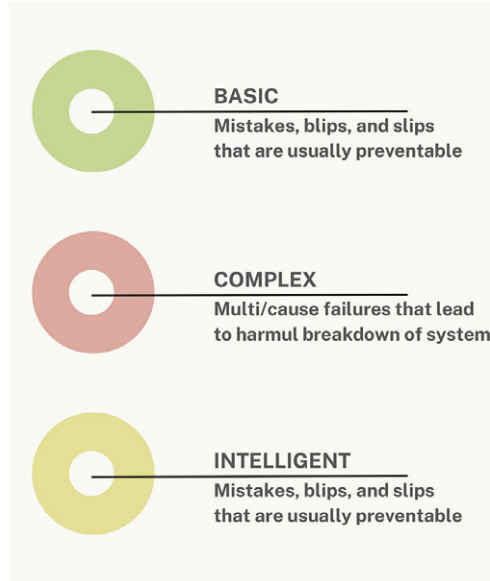 BASIC
Mistakes, blips, and slips
that are usually preventable
COMPLEX
Multi/cause failures that lead
to harmul breakdown of system
INTELLIGENT
Mistakes, blips, and slips
that are usually preventable